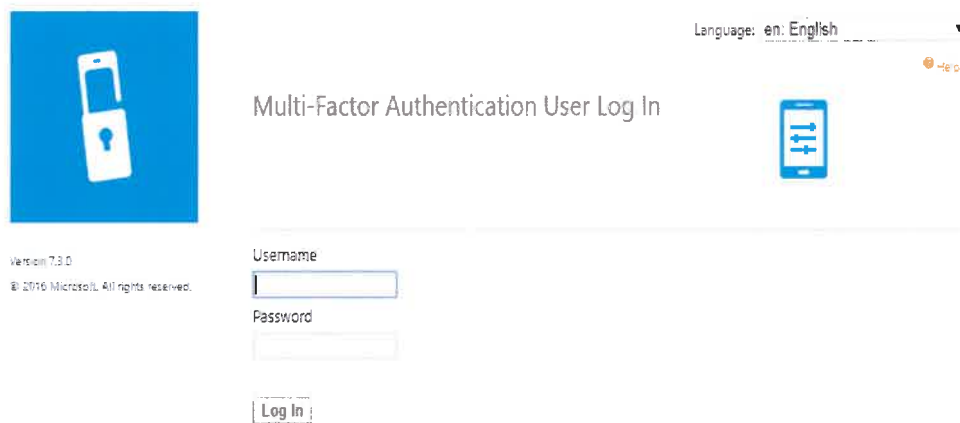 Language: en: English
Help
Multi-Factor Authentication User Log In
Version 7.3.0
© 2016 Microsoft. All rights reserved.
Username
Password
Log In